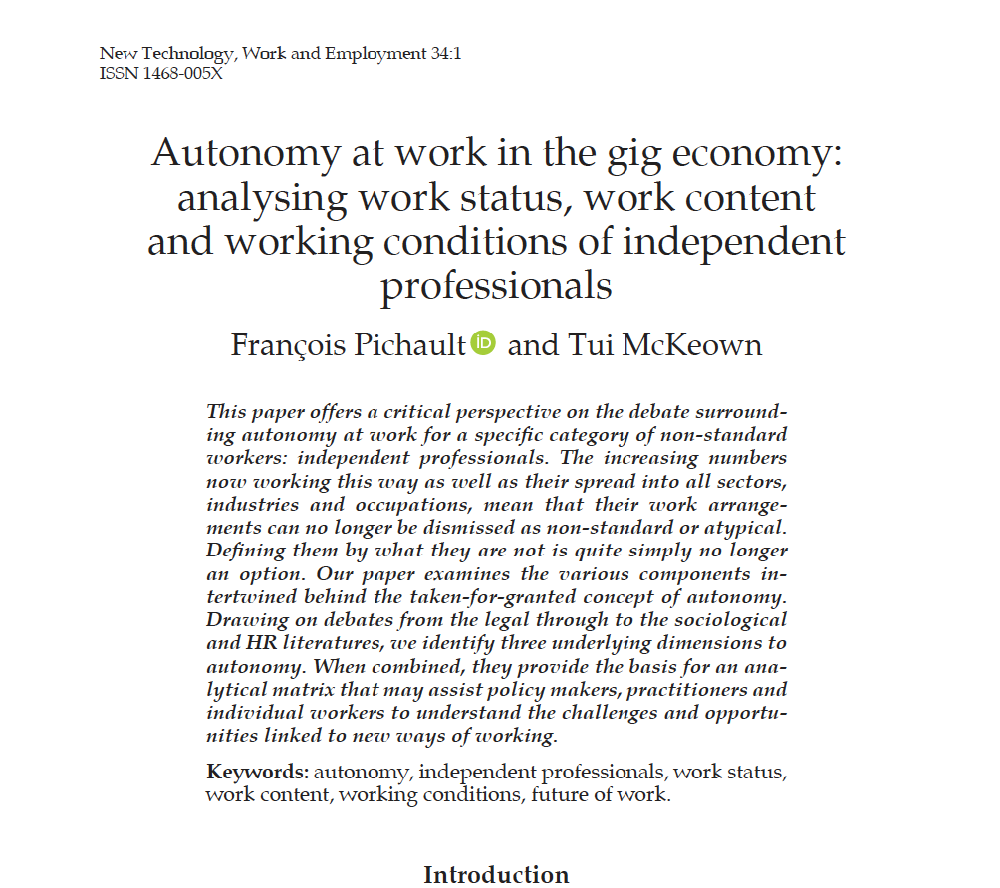 New Technology, Work and Employment 34:1
ISSN 1468-005X
Autonomy at work in the gig economy:
analysing work status, work content
and working conditions of independent
professionals
François Pichault iD and Tui McKeown
This paper offers a critical perspective on the debate surround-
ing autonomy at work for a specific category of non-standard
workers: independent professionals. The increasing numbers
now working this way as well as their spread into all sectors,
industries and occupations, mean that their work arrange-
ments can no longer be dismissed as non-standard or atypical.
Defining them by what they are not is quite simply no longer
an option. Our paper examines the various components in-
tertwined behind the taken-for-granted concept of autonomy.
Drawing on debates from the legal through to the sociological
and HR literatures, we identify three underlying dimensions to
autonomy. When combined, they provide the basis for an ana-
lytical matrix that may assist policy makers, practitioners and
individual workers to understand the challenges and opportu-
nities linked to new ways of working.
Keywords: autonomy, independent professionals, work status,
work content, working conditions, future of work.
Introduction